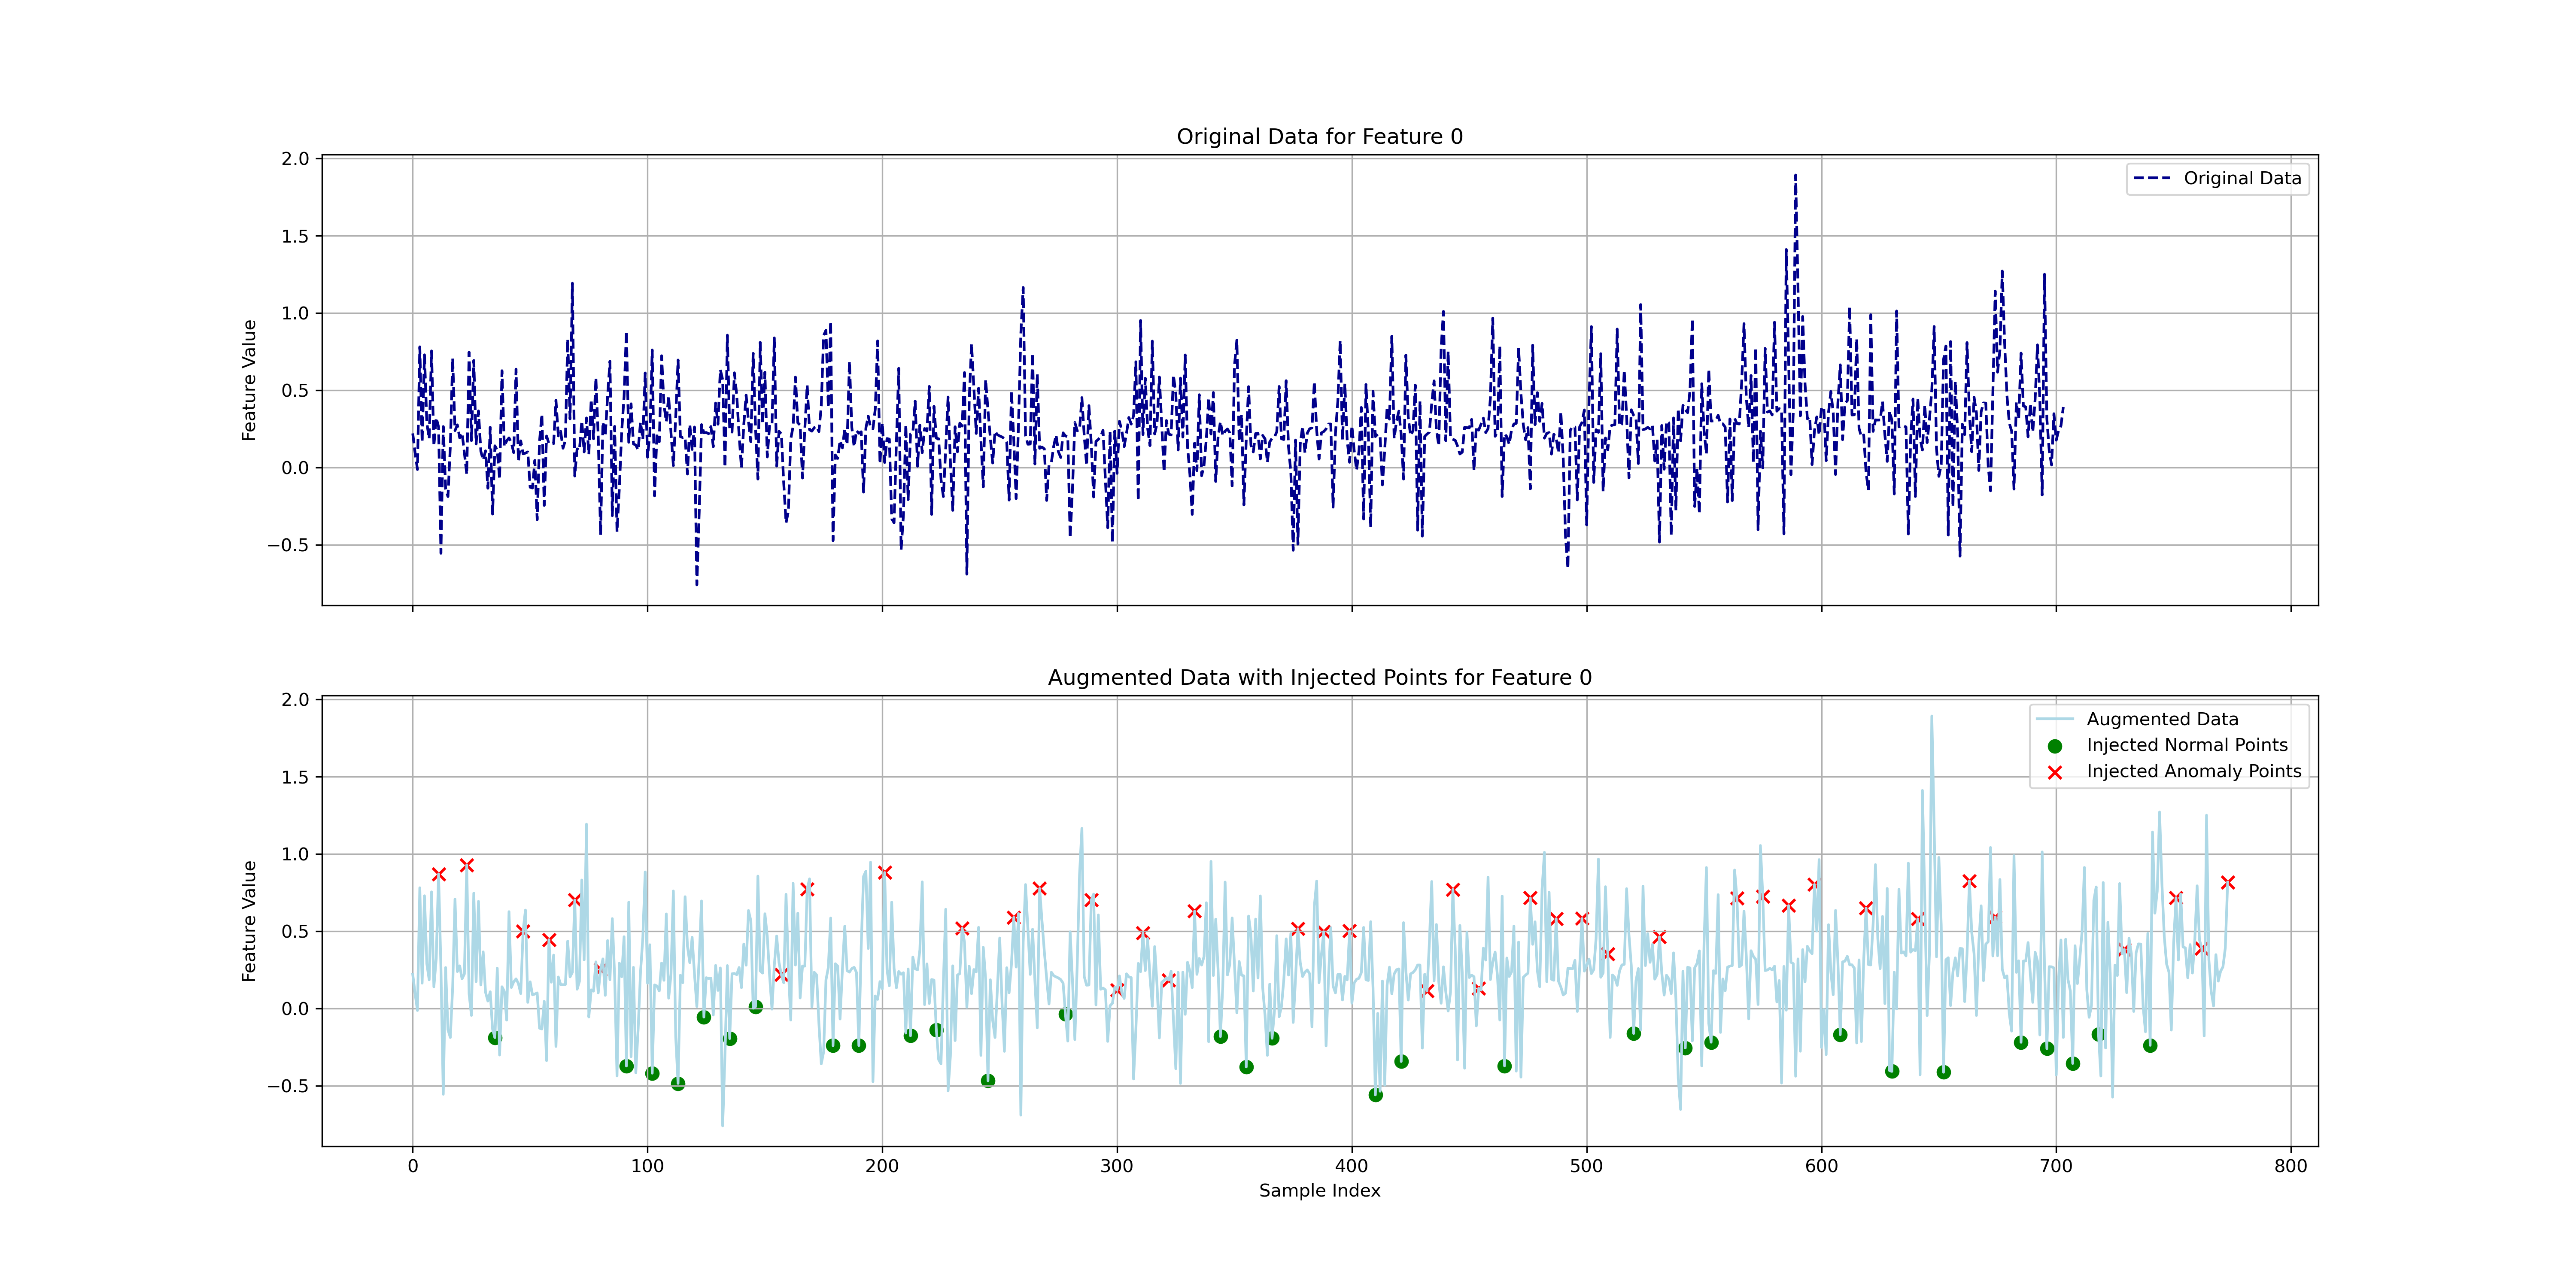 Original Data for Feature 0
2.0
1.5
1.0
0.5
0.0
−0.5
Feature Value
Original Data
Augmented Data with Injected Points for Feature 0
2.0
1.5
1.0
0.5
0.0
−0.5
Feature Value
Augmented Data
Injected Normal Points
Injected Anomaly Points
0 100 200 300 400 500 600 700 800
Sample Index